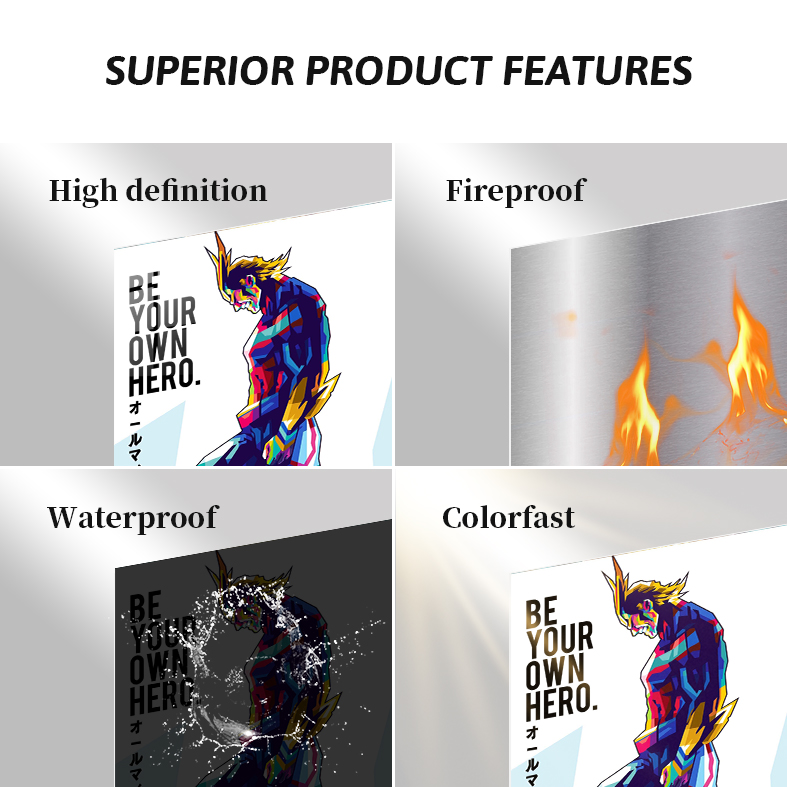 SUPERIOR PRODUCT FEATURES
High definition
Fireproof
BE
YOUR
OWN
HERO.
オールマ
Waterproof
Colorfast
BE
YOUR
OWN
HERO.
オールマ
BE
YOUR
OWN
HERO.
オールマ